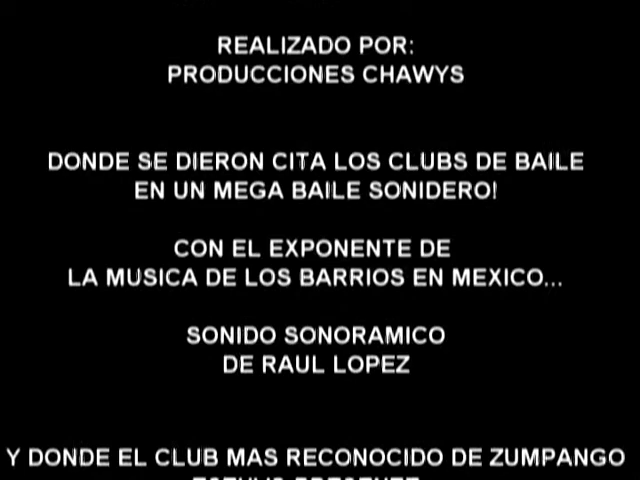 REALIZADO POR:
PRODUCCIONES CHAWYS
DONDE SE DIERON CITA LOS CLUBS DE BAILE
EN UN MEGA BAILE SONIDERO!
CON EL EXPONENTE DE
LA MUSICA DE LOS BARRIOS EN MEXICO...
SONIDO SONORAMICO
DE RAUL LOPEZ
Y DONDE EL CLUB MAS RECONOCIDO DE ZUMPANGO